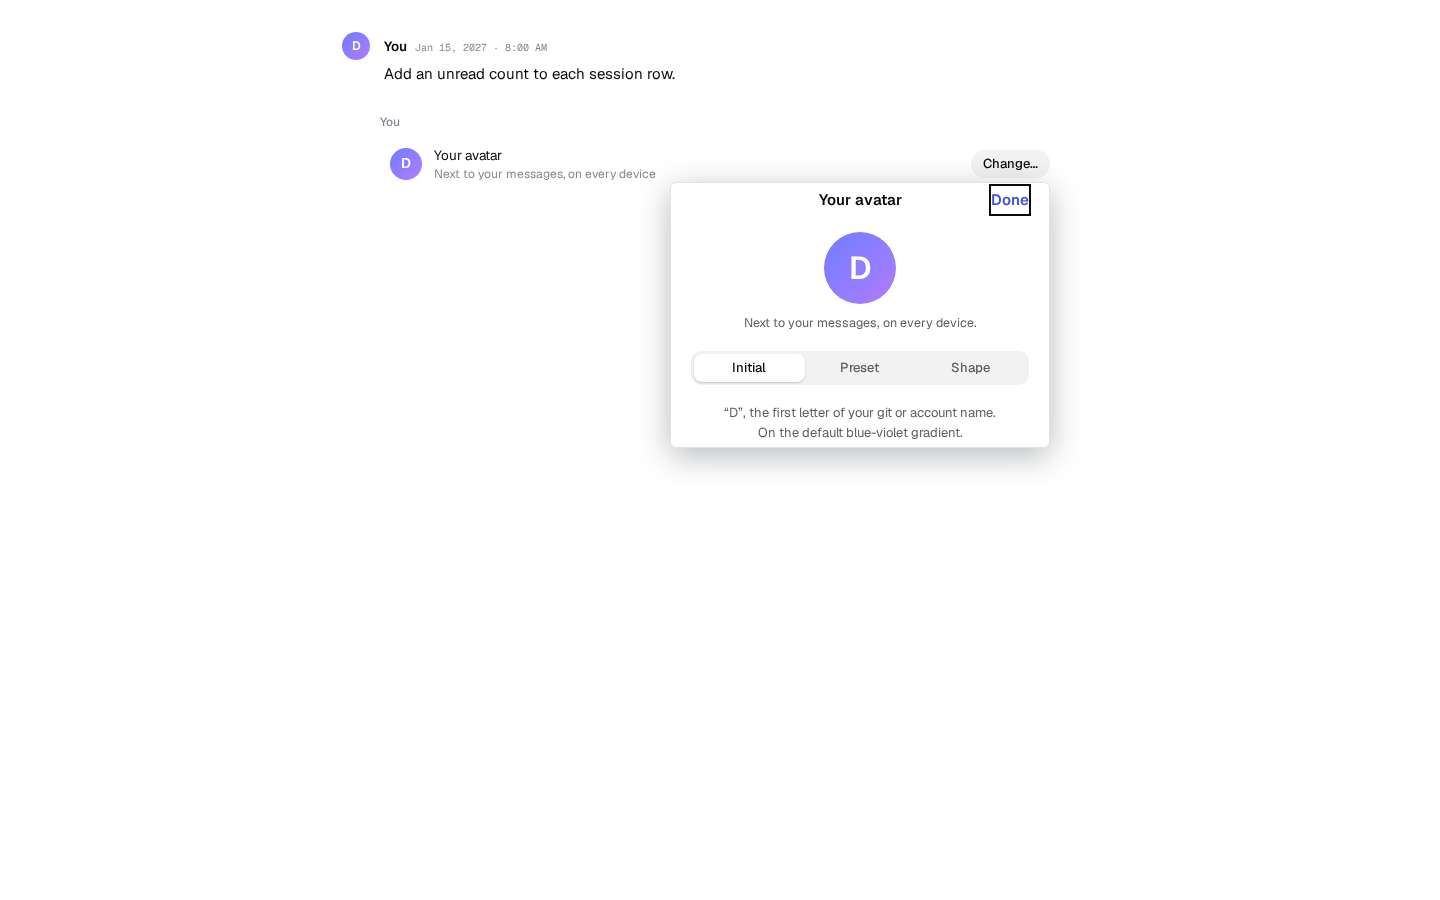 D You Jan 15, 2027 · 8:00 AM
Add an unread count to each session row.
You
D Your avatar
Next to your messages, on every device
Change…
Your avatar Done
D
Next to your messages, on every device.
Initial Preset Shape
“D”, the first letter of your git or account name.
On the default blue-violet gradient.